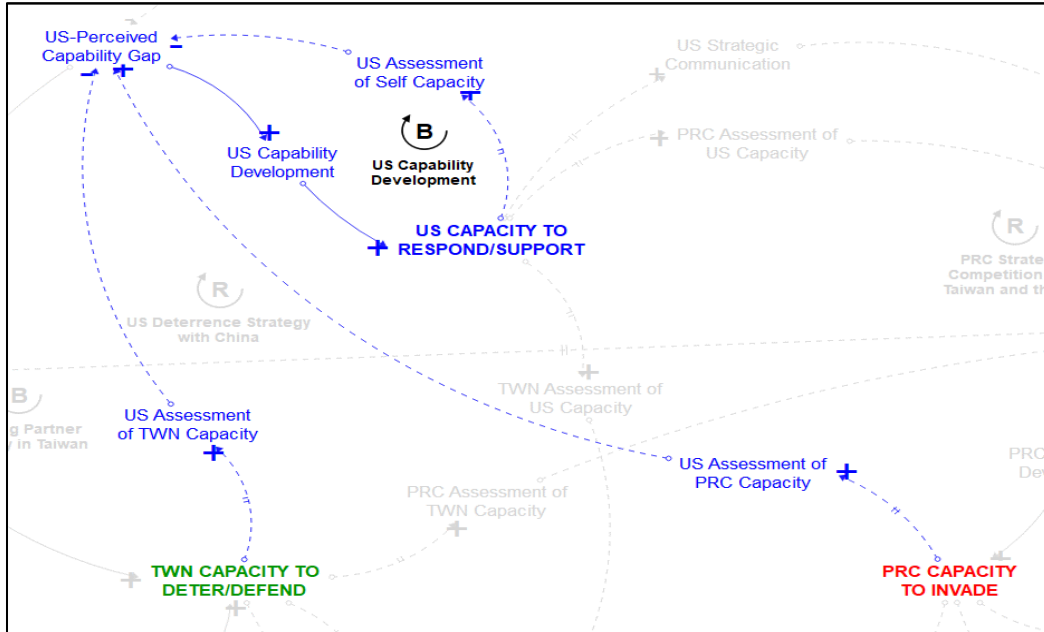 US-Perceived
Capability Gap
US Assessment
of Self Capacity
US Strategic
Communication
B
US Capability
Development
US Capability
Development
PRC Assessment of
US Capacity
US CAPACITY TO
RESPOND/SUPPORT
R
PRC Strate
Competition
Taiwan and th
R
US Deterrence Strategy
with China
B
g Partner
y in Taiwan
TWN Assessment of
US Capacity
US Assessment
of TWN Capacity
US Assessment of
PRC Capacity
PRC
De
PRC Assessment of
TWN Capacity
TWN CAPACITY TO
DETER/DEFEND
PRC CAPACITY
TO INVADE